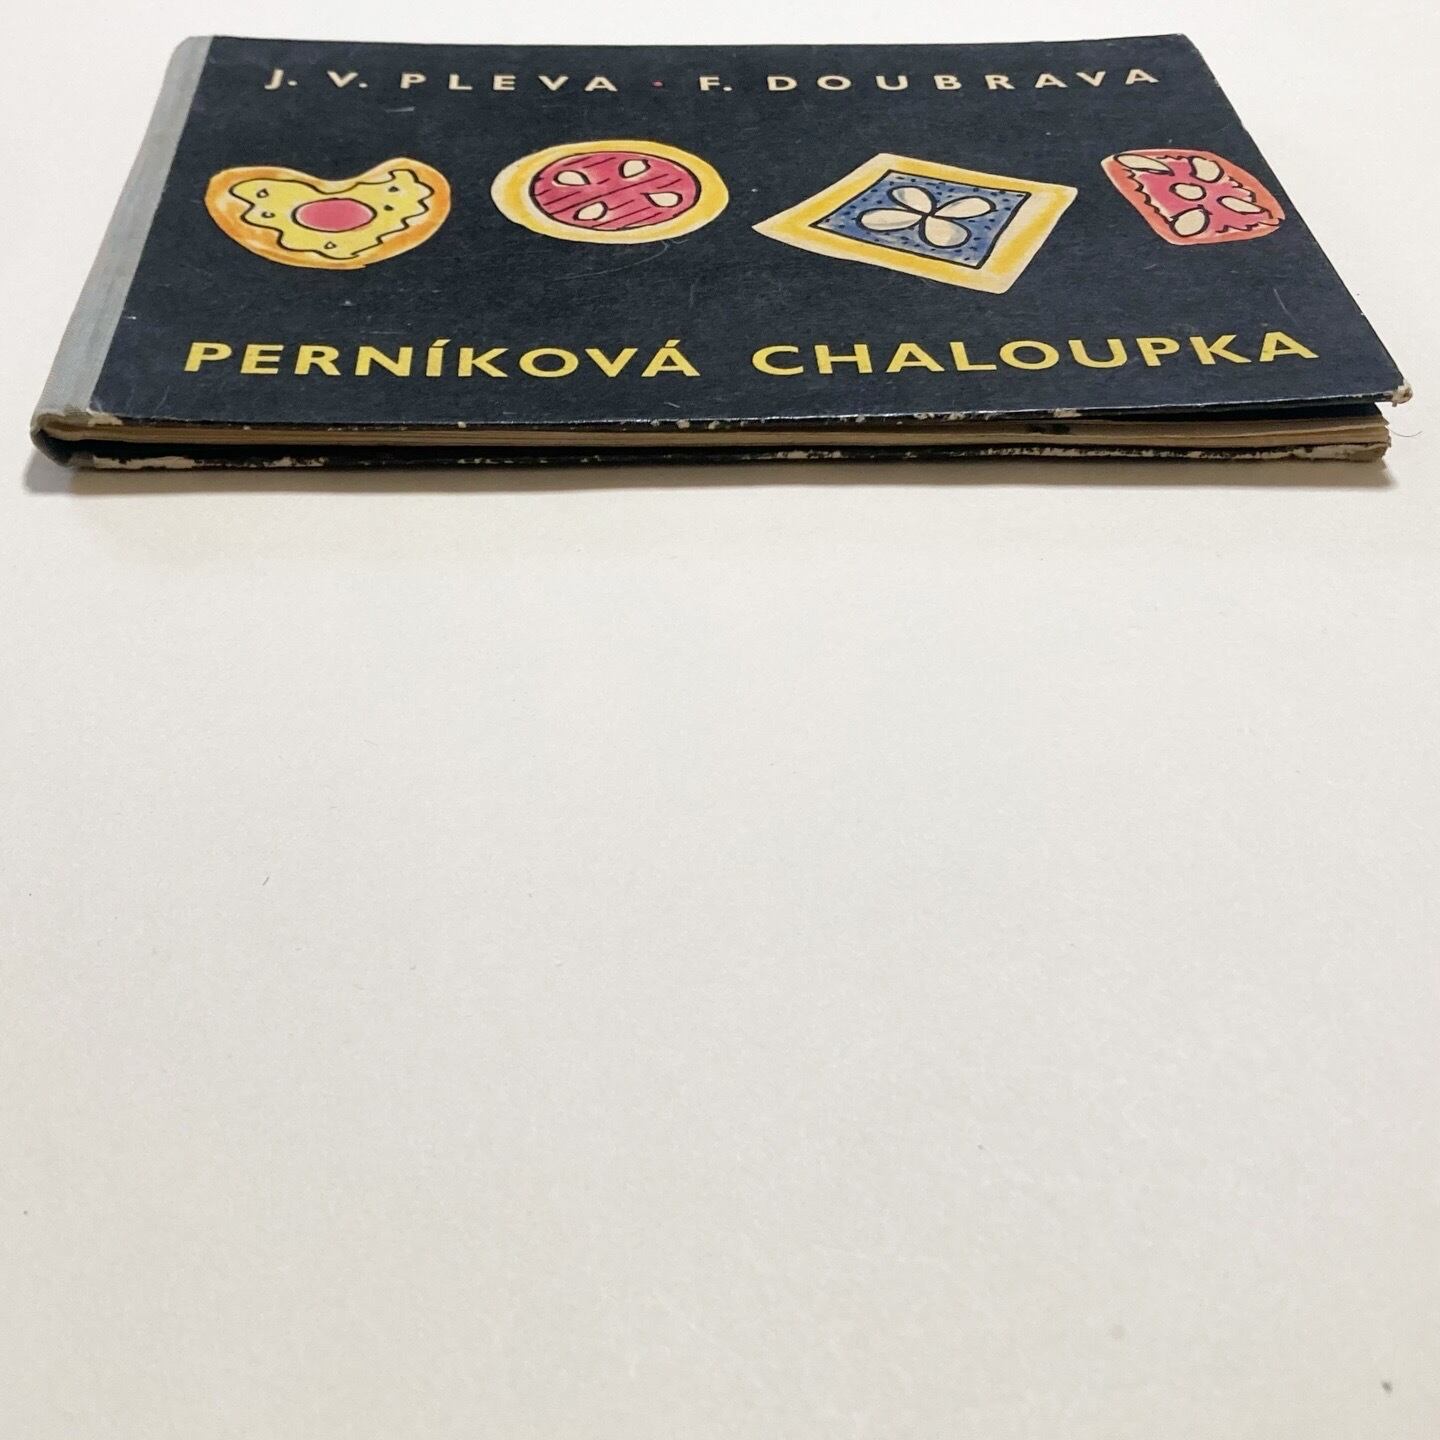 J. V. PLEVA · F. DOUBRAVA
PERNÍKOVÁ CHALOUPKA